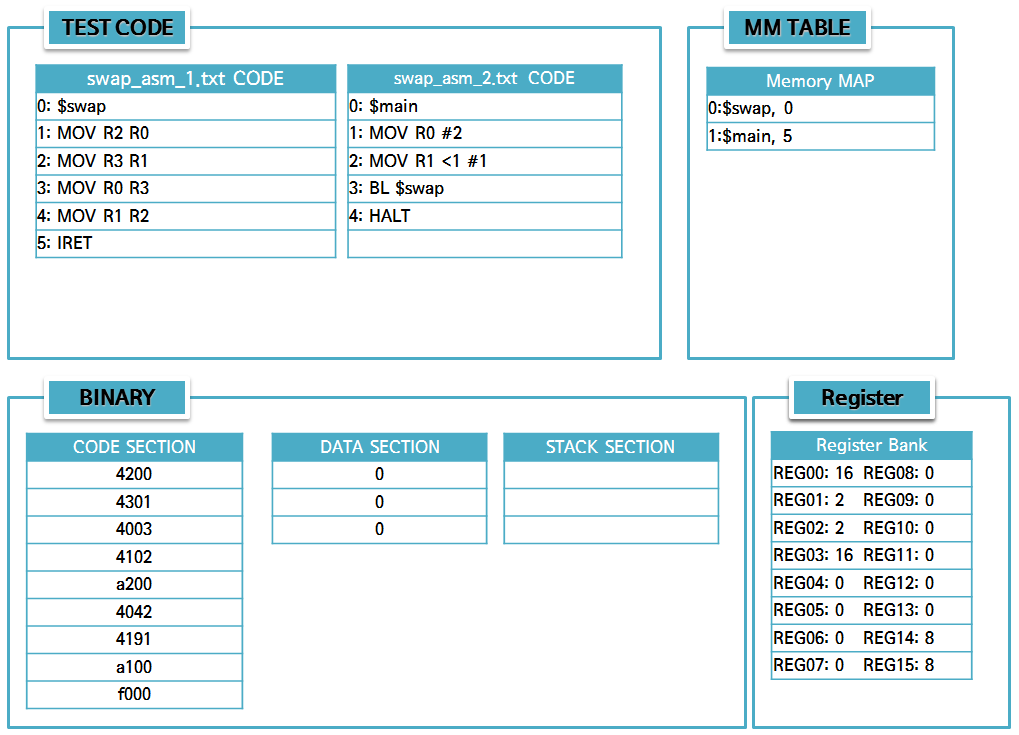 TEST CODE
swap_asm_1.txt CODE
0: $swap
1: MOV R2 R0
2: MOV R3 R1
3: MOV R0 R3
4: MOV R1 R2
5: IRET
swap_asm_2.txt CODE
0: $main
1: MOV R0 #2
2: MOV R1 <1 #1
3: BL $swap
4: HALT
MM TABLE
Memory MAP
0:$swap, 0
1:$main, 5
BINARY
CODE SECTION
4200
4301
4003
4102
a200
4042
4191
a100
f000
DATA SECTION
0
0
0
STACK SECTION
Register
Register Bank
REG00: 16 REG08: 0
REG01: 2 REG09: 0
REG02: 2 REG10: 0
REG03: 16 REG11: 0
REG04: 0 REG12: 0
REG05: 0 REG13: 0
REG06: 0 REG14: 8
REG07: 0 REG15: 8